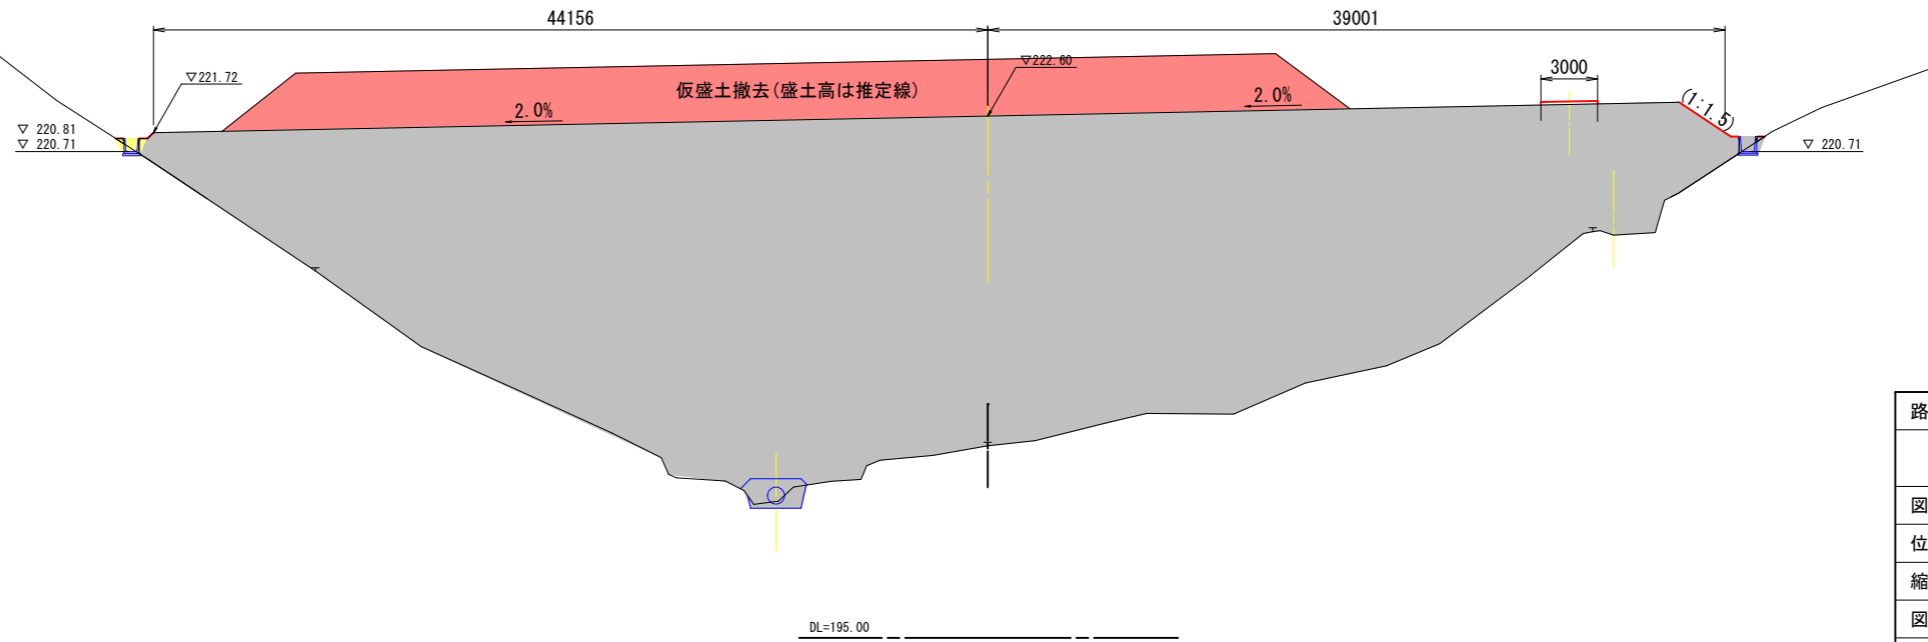 44156
39001
▽222.60
▽221.72
3000
仮盛土撤去(盛土高は推定線)
2.0%
2.0%
(1:1.5)
▽ 220.81
▽ 220.71
▽ 220.71
路
図
位
縮
図
DL=195.00